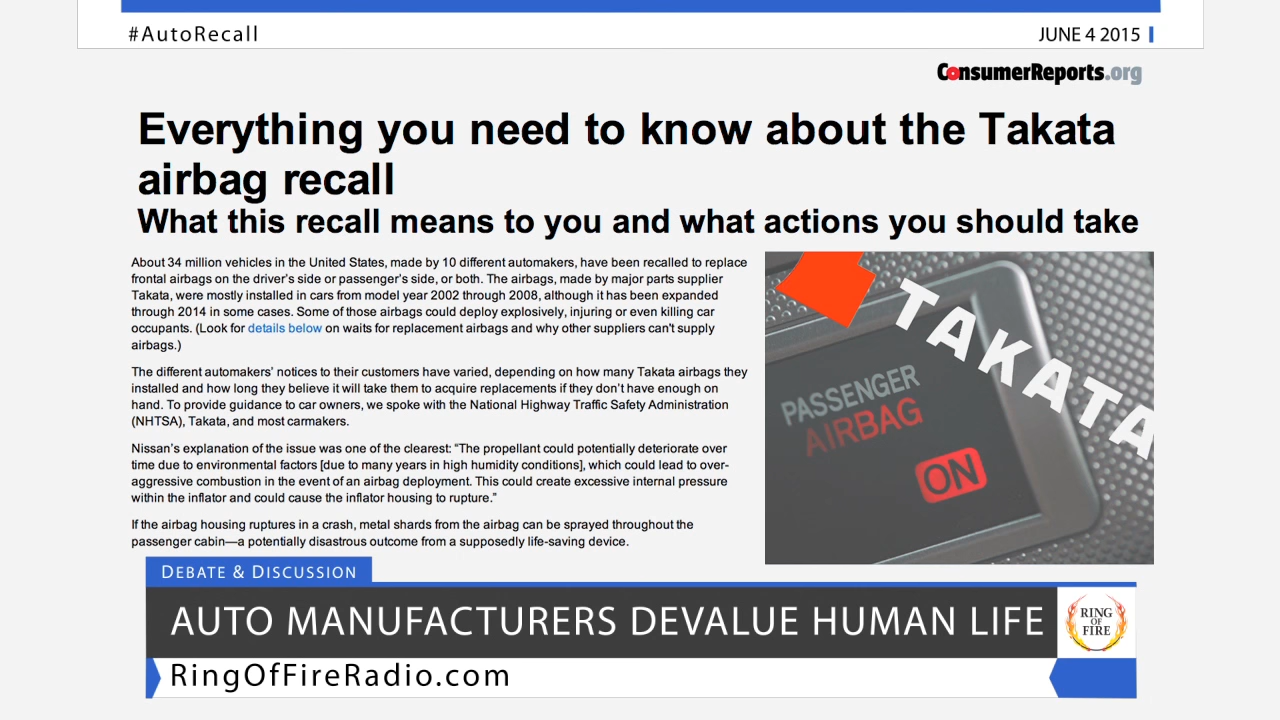 #AutoRecall
JUNE 4 2015
ConsumerReports.org
Everything you need to know about the Takata
airbag recall
What this recall means to you and what actions you should take
About 34 million vehicles in the United States, made by 10 different automakers, have been recalled to replace
frontal airbags on the driver's side or passenger's side, or both. The airbags, made by major parts supplier
Takata, were mostly installed in cars from model year 2002 through 2008, although it has been expanded
through 2014 in some cases. Some of those airbags could deploy explosively, injuring or even killing car
occupants. (Look for details below on waits for replacement airbags and why other suppliers can't supply
airbags.)
The different automakers' notices to their customers have varied, depending on how many Takata airbags they
installed and how long they believe it will take them to acquire replacements if they don't have enough on
hand. To provide guidance to car owners, we spoke with the National Highway Traffic Safety Administration
(NHTSA), Takata, and most carmakers.
Nissan's explanation of the issue was one of the clearest: "The propellant could potentially deteriorate over
time due to environmental factors [due to many years in high humidity conditions], which could lead to over-
aggressive combustion in the event of an airbag deployment. This could create excessive internal pressure
within the inflator and could cause the inflator housing to rupture."
If the airbag housing ruptures in a crash, metal shards from the airbag can be sprayed throughout the
passenger cabin—a potentially disastrous outcome from a supposedly life-saving device.
TAKATA
PASSENGER
AIRBAG
ON
DEBATE & DISCUSSION
AUTO MANUFACTURERS DEVALUE HUMAN LIFE
RING
OF
FIRE
RingOfFireRadio.com